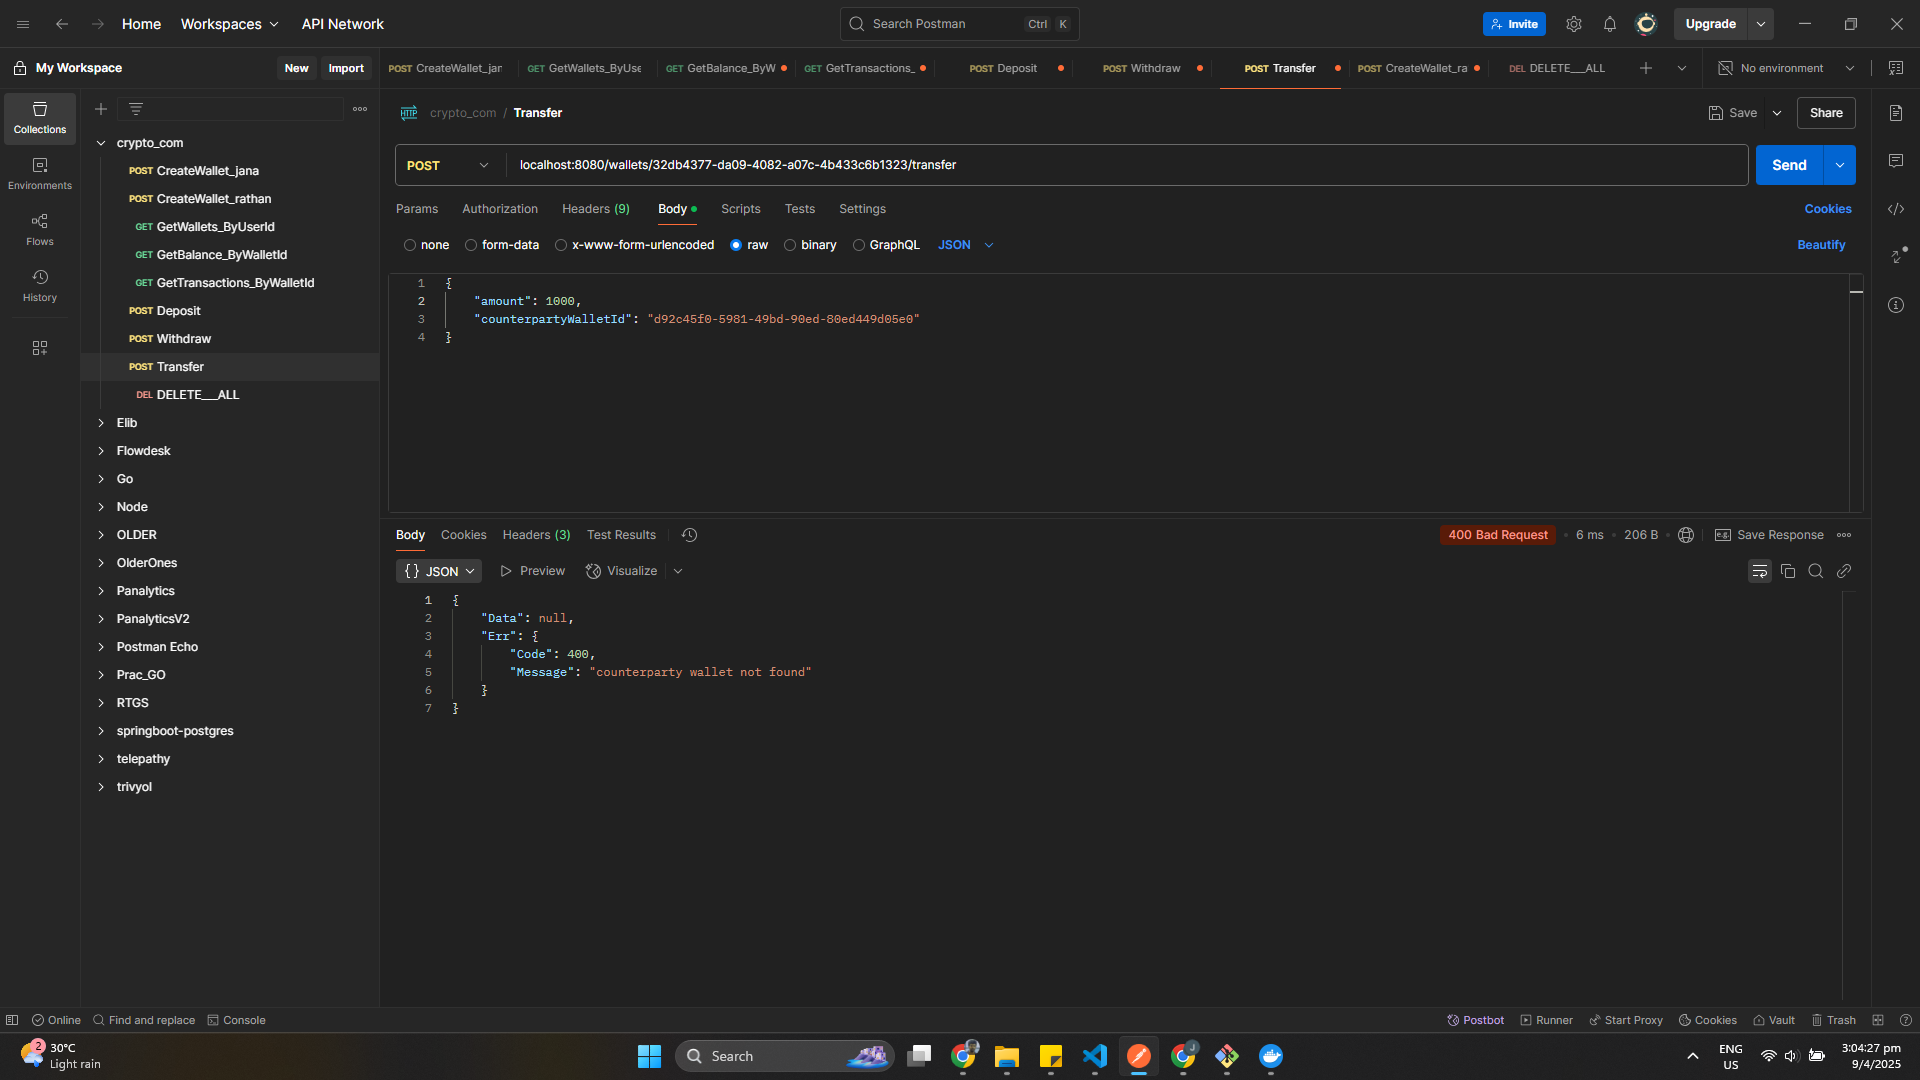 Home
Workspaces
API Network
Search Postman
Ctrl K
Invite
Upgrade
My Workspace
New
Import
POST CreateWallet_jar
GET GetWallets_ByUse
GET GetBalance_ByW
GET GetTransactions_
POST Deposit
POST Withdraw
POST Transfer
POST CreateWallet_ra
DEL DELETE___ALL
No environment
Collections
Environments
Flows
History
crypto_com
POST CreateWallet_jana
POST CreateWallet_rathan
GET GetWallets_ByUserId
GET GetBalance_ByWalletId
GET GetTransactions_ByWalletId
POST Deposit
POST Withdraw
POST Transfer
DEL DELETE___ALL
Elib
Flowdesk
Go
Node
OLDER
OlderOnes
Panalytics
PanalyticsV2
Postman Echo
Prac_GO
RTGS
springboot-postgres
telepathy
trivyol
HTTP crypto_com / Transfer
Save
Share
POST
localhost:8080/wallets/32db4377-da09-4082-a07c-4b433c6b1323/transfer
Send
Params
Authorization
Headers (9)
Body
Scripts
Tests
Settings
Cookies
none
form-data
x-www-form-urlencoded
raw
binary
GraphQL
JSON
Beautify
1 {
2 "amount": 1000,
3 "counterpartyWalletId": "d92c45f0-5981-49bd-90ed-80ed449d05e0"
4 }
Body
Cookies
Headers (3)
Test Results
400 Bad Request
6 ms
206 B
e.g. Save Response
{} JSON
Preview
Visualize
1 {
2 "Data": null,
3 "Err": {
4 "Code": 400,
5 "Message": "counterparty wallet not found"
6 }
7 }
Online
Find and replace
Console
Postbot
Runner
Start Proxy
Cookies
Vault
Trash
2
30°C
Light rain
Search
J
ENG
US
3:04:27 pm
9/4/2025